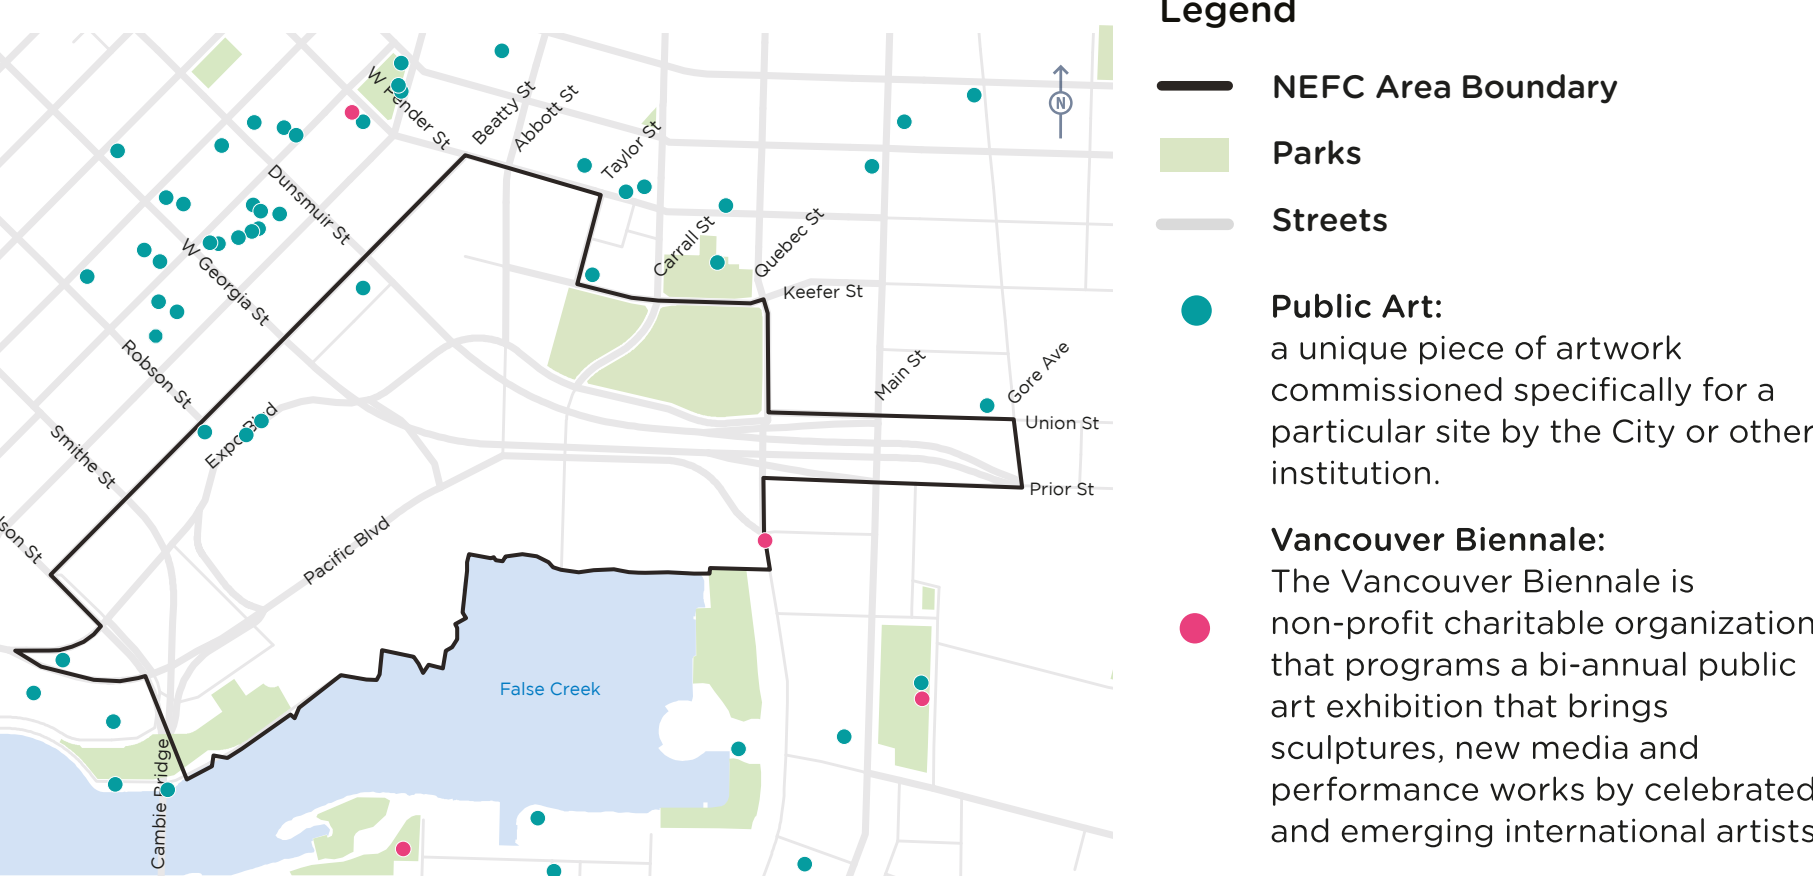 Legend
NEFC Area Boundary
Parks
Streets
Public Art:
a unique piece of artwork
commissioned specifically for a
particular site by the City or other
institution.
Vancouver Biennale:
The Vancouver Biennale is
non-profit charitable organization
that programs a bi-annual public
art exhibition that brings
sculptures, new media and
performance works by celebrated
and emerging international artists
W Pender St
Beatty St
Abbott St
Taylor St
N
Dunsmuir St
Carrall St
Quebec St
W Georgia St
Keefer St
Robson St
Main St
Gore Ave
Expo Blvd
Union St
Smithe St
Prior St
lson St
Pacific Blvd
False Creek
Cambie Bridge